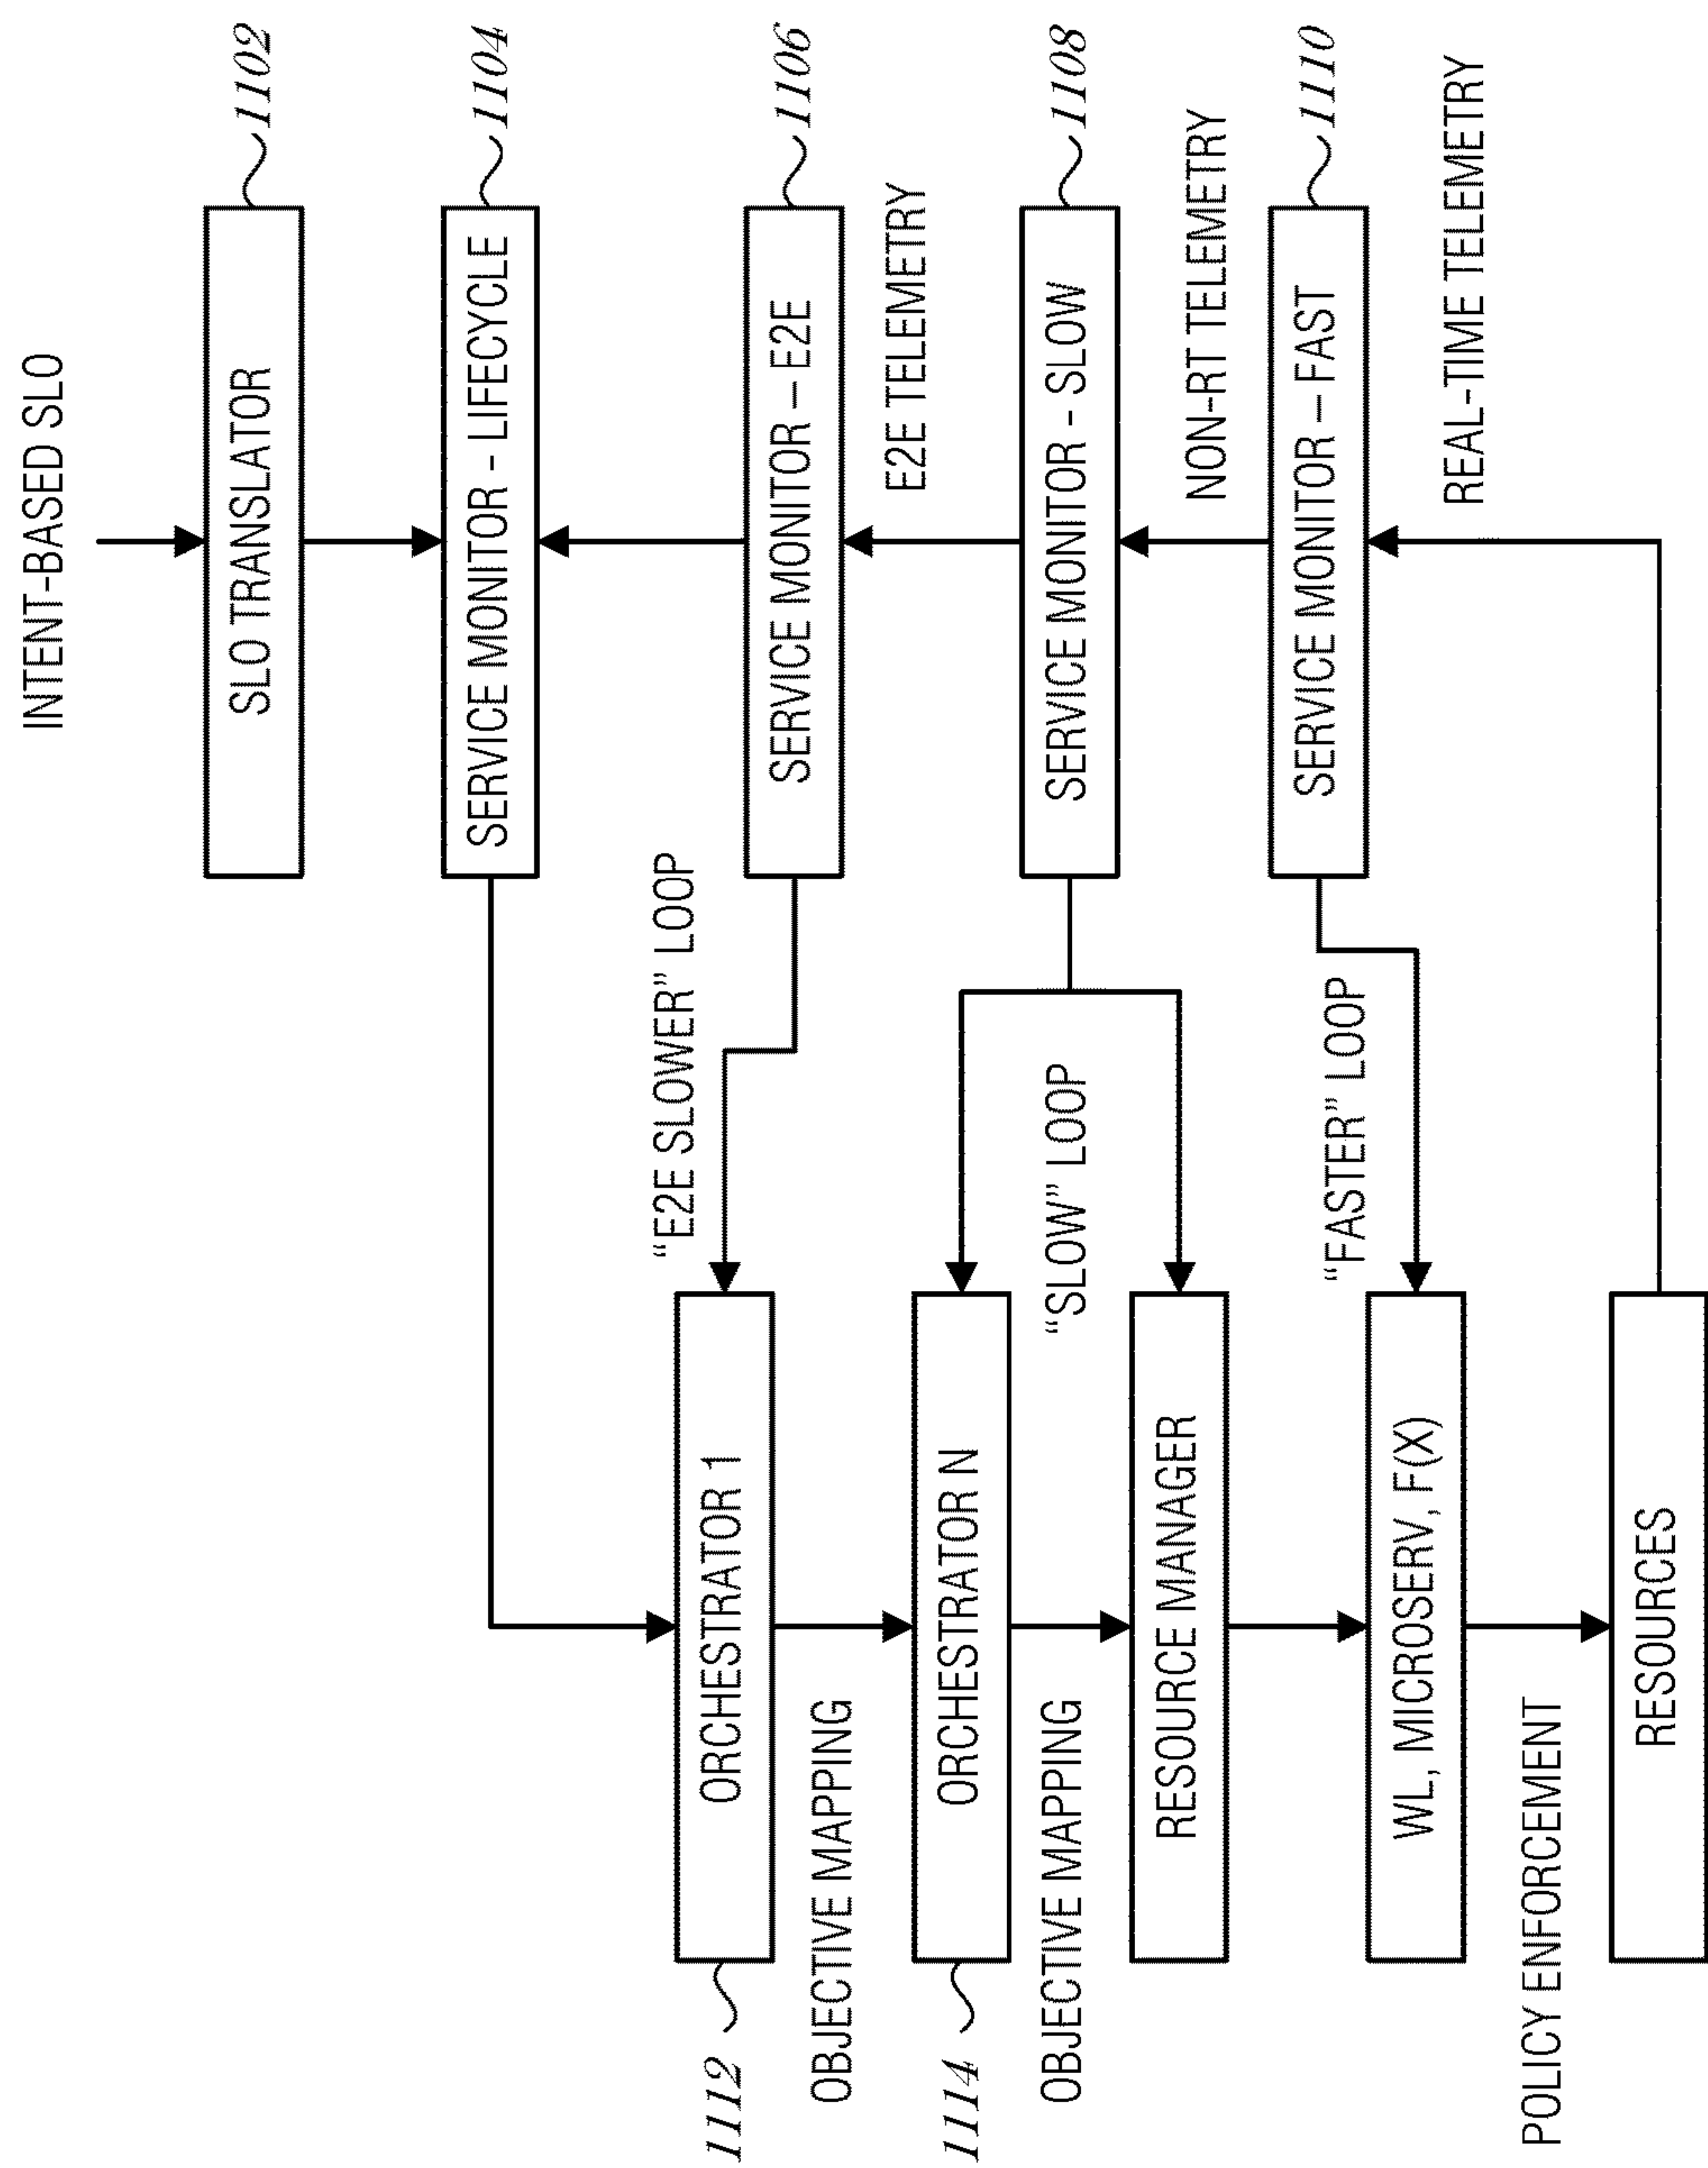 INTENT-BASED SLO
SLO TRANSLATOR
1102
SERVICE MONITOR - LIFECYCLE
1104
"E2E SLOWER" LOOP
1112
ORCHESTRATOR 1
SERVICE MONITOR – E2E
1106
OBJECTIVE MAPPING
E2E TELEMETRY
1114
ORCHESTRATOR N
"SLOW" LOOP
SERVICE MONITOR - SLOW
1108
OBJECTIVE MAPPING
RESOURCE MANAGER
NON-RT TELEMETRY
"FASTER" LOOP
SERVICE MONITOR – FAST
1110
WL, MICROSERV, F(X)
REAL-TIME TELEMETRY
POLICY ENFORCEMENT
RESOURCES